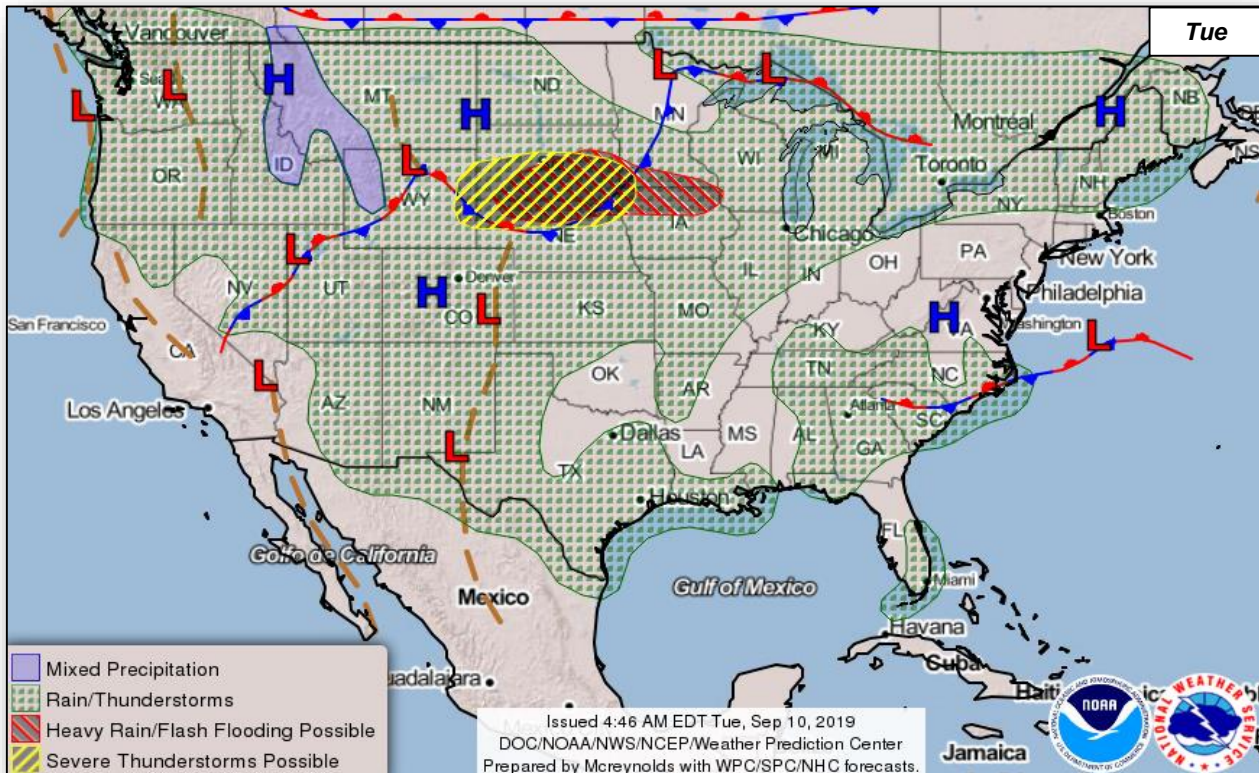 Tue
Vancouver
Seattle
WA
MT
ND
MN
Montréal
NB
NS
OR
ID
WY
WI
MI
Toronto
NH
NY
Boston
NE
IA
Chicago
New York
PA
OH
IN
IL
Philadelphia
NV
UT
Denver
CO
KS
MO
San Francisco
CA
KY
VA
Washington
H
H
H
H
H
L
L
L
L
L
L
L
L
L
L
OK
TN
NC
AR
Los Angeles
AZ
NM
Atlanta
SC
Dallas
MS
AL
GA
LA
TX
Houston
FL
Golfo de California
Gulf of Mexico
Miami
Mexico
Havana
Cuba
uadalajara
Jamaica
Mixed Precipitation
Rain/Thunderstorms
Heavy Rain/Flash Flooding Possible
Severe Thunderstorms Possible
Issued 4:46 AM EDT Tue, Sep 10, 2019
DOC/NOAA/NWS/NCEP/Weather Prediction Center
Prepared by Mcreynolds with WPC/SPC/NHC forecasts.
NOAA
NATIONAL WEATHER SERVICE